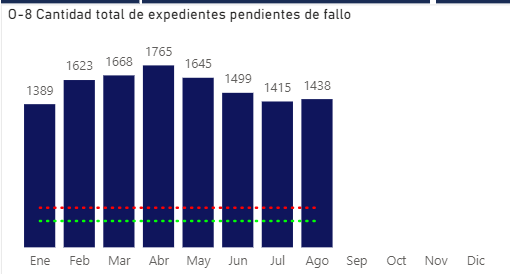 O-8 Cantidad total de expedientes pendientes de fallo
1389 1623 1668 1765 1645 1499 1415 1438
Ene Feb Mar Abr May Jun Jul Ago Sep Oct Nov Dic